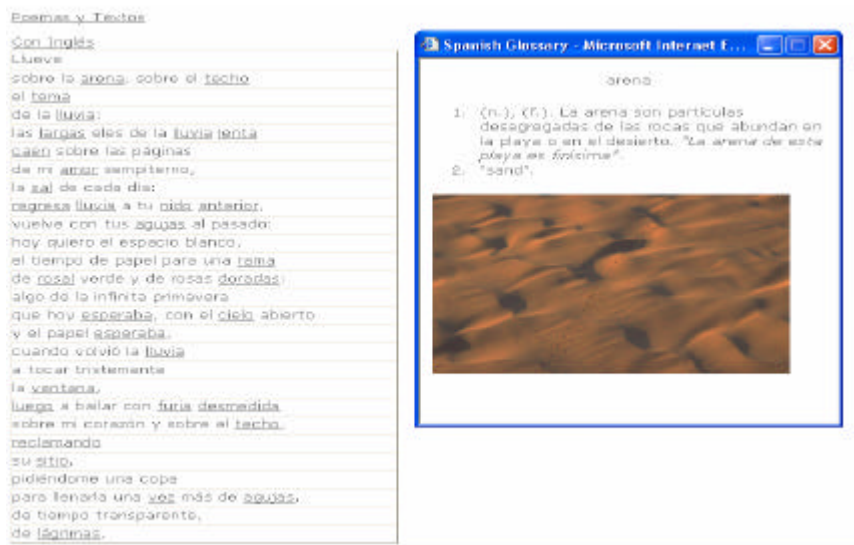 Poemas y Textos
Con Inglés
Llueve
sobre la arena, sobre el techo
el tema
de la lluvia:
las largas eles de la lluvia lenta
caen sobre las páginas
de mi amor sempiterno,
la sal de cada día:
regresa lluvia a tu nido anterior,
vuelve con tus agujas al pasado:
hoy quiero el espacio blanco,
el tiempo de papel para una rama
de rosal verde y de rosas doradas:
algo de la infinita primavera
que hoy esperaba, con el cielo abierto
y el papel esperaba,
cuando volvió la lluvia
a tocar tristemente
la ventana,
luego a bailar con furia desmedida
sobre mi corazón y sobre el techo,
reclamando
su sitio,
pidiéndome una copa
para llenarla una vez más de agujas,
de tiempo transparente,
de lágrimas.
Spanish Glossary - Microsoft Internet E...
arena
1. (n.), (f.). La arena son partículas
desagregadas de las rocas que abundan en
la playa o en el desierto. "La arena de esta
playa es finísima".
2. "sand".